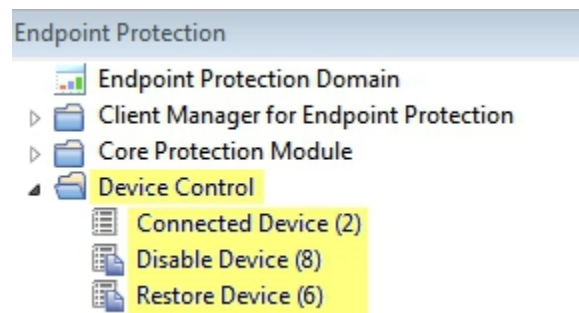 Endpoint Protection
Endpoint Protection Domain
Client Manager for Endpoint Protection
Core Protection Module
Device Control
Connected Device (2)
Disable Device (8)
Restore Device (6)